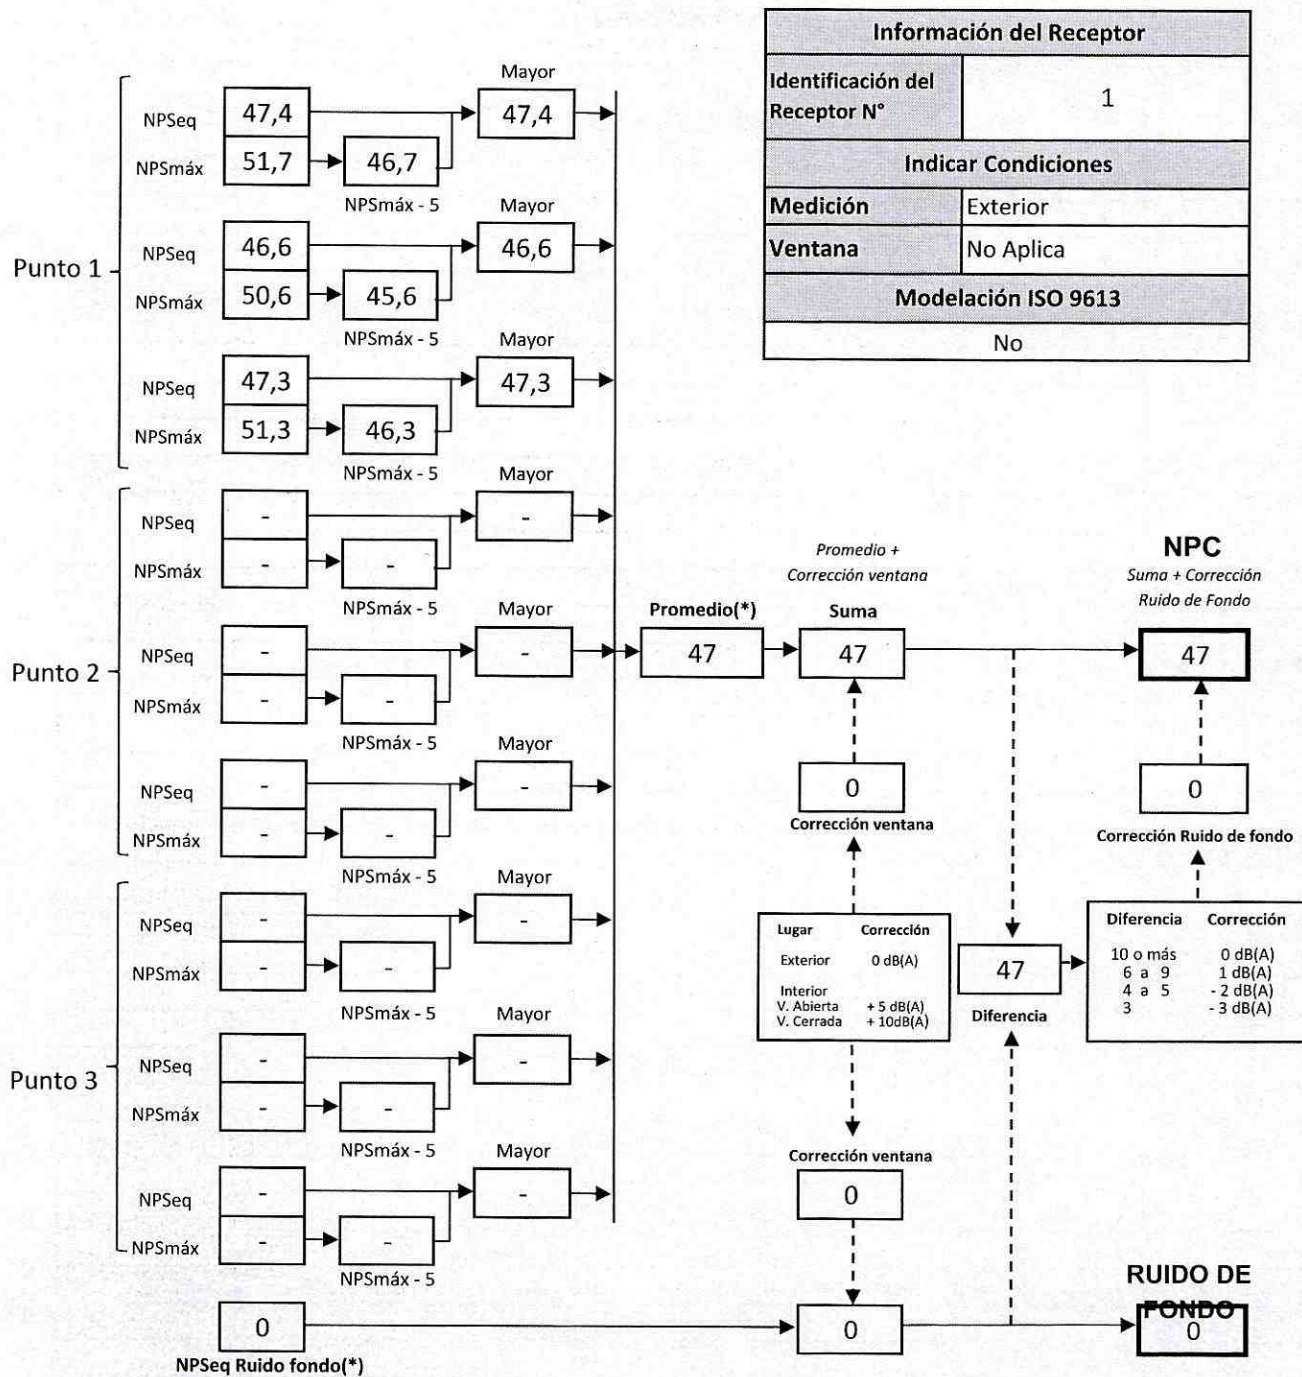 Información del Receptor
Identificación del Receptor N°
1
Indicar Condiciones
Medición Exterior
Ventana No Aplica
Modelación ISO 9613
No
Punto 1
Mayor
NPSeq 47,4 47,4
NPSmáx 51,7 46,7
NPSmáx - 5
Mayor
NPSeq 46,6 46,6
NPSmáx 50,6 45,6
NPSmáx - 5
Mayor
NPSeq 47,3 47,3
NPSmáx 51,3 46,3
NPSmáx - 5
Punto 2
Mayor
NPSeq - -
NPSmáx - -
NPSmáx - 5
Mayor
NPSeq - -
NPSmáx - -
NPSmáx - 5
Mayor
NPSeq - -
NPSmáx - -
NPSmáx - 5
Punto 3
Mayor
NPSeq - -
NPSmáx - -
NPSmáx - 5
Mayor
NPSeq - -
NPSmáx - -
NPSmáx - 5
Mayor
NPSeq - -
NPSmáx - -
NPSmáx - 5
0
NPSeq Ruido fondo(*)
Promedio(*)
47
Promedio +
Corrección ventana
Suma
47
0
Corrección ventana
Lugar Corrección
Exterior 0 dB(A)
Interior
V. Abierta + 5 dB(A)
V. Cerrada + 10dB(A)
Corrección ventana
0
0
47
Diferencia
NPC
Suma + Corrección
Ruido de Fondo
47
0
Corrección Ruido de fondo
Diferencia Corrección
10 o más 0 dB(A)
6 a 9 1 dB(A)
4 a 5 - 2 dB(A)
3 - 3 dB(A)
RUIDO DE
FONDO
0